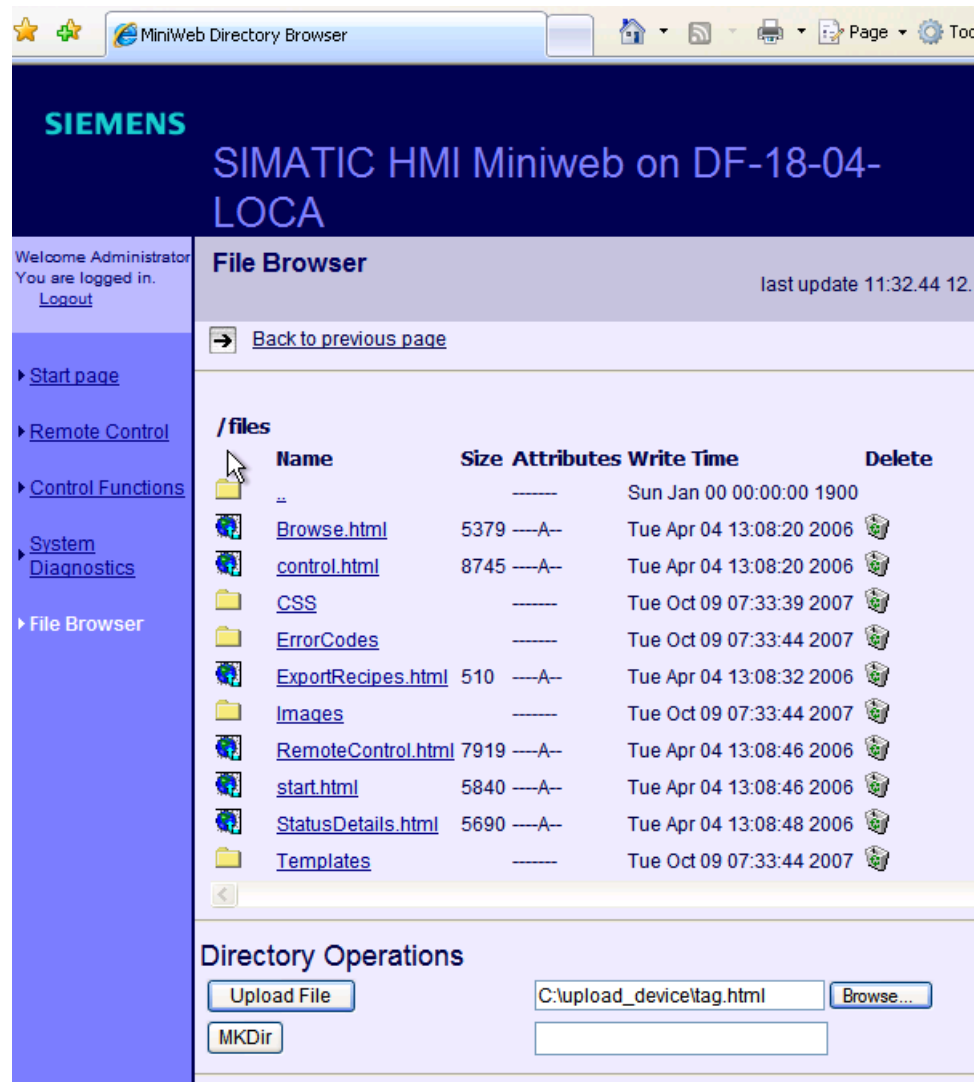 MiniWeb Directory Browser
Page
SIEMENS
SIMATIC HMI Miniweb on DF-18-04-
LOCA
Welcome Administrator
You are logged in.
Logout
Start page
Remote Control
Control Functions
System
Diagnostics
File Browser
File Browser
last update 11:32.44 12.
Back to previous page
/files
Name Size Attributes Write Time Delete
.. ------- Sun Jan 00 00:00:00 1900
Browse.html 5379 ----A-- Tue Apr 04 13:08:20 2006
control.html 8745 ----A-- Tue Apr 04 13:08:20 2006
CSS ------- Tue Oct 09 07:33:39 2007
ErrorCodes ------- Tue Oct 09 07:33:44 2007
ExportRecipes.html 510 ----A-- Tue Apr 04 13:08:32 2006
Images ------- Tue Oct 09 07:33:44 2007
RemoteControl.html 7919 ----A-- Tue Apr 04 13:08:46 2006
start.html 5840 ----A-- Tue Apr 04 13:08:46 2006
StatusDetails.html 5690 ----A-- Tue Apr 04 13:08:48 2006
Templates ------- Tue Oct 09 07:33:44 2007
Directory Operations
Upload File C:\upload_device\tag.html Browse...
MKDir